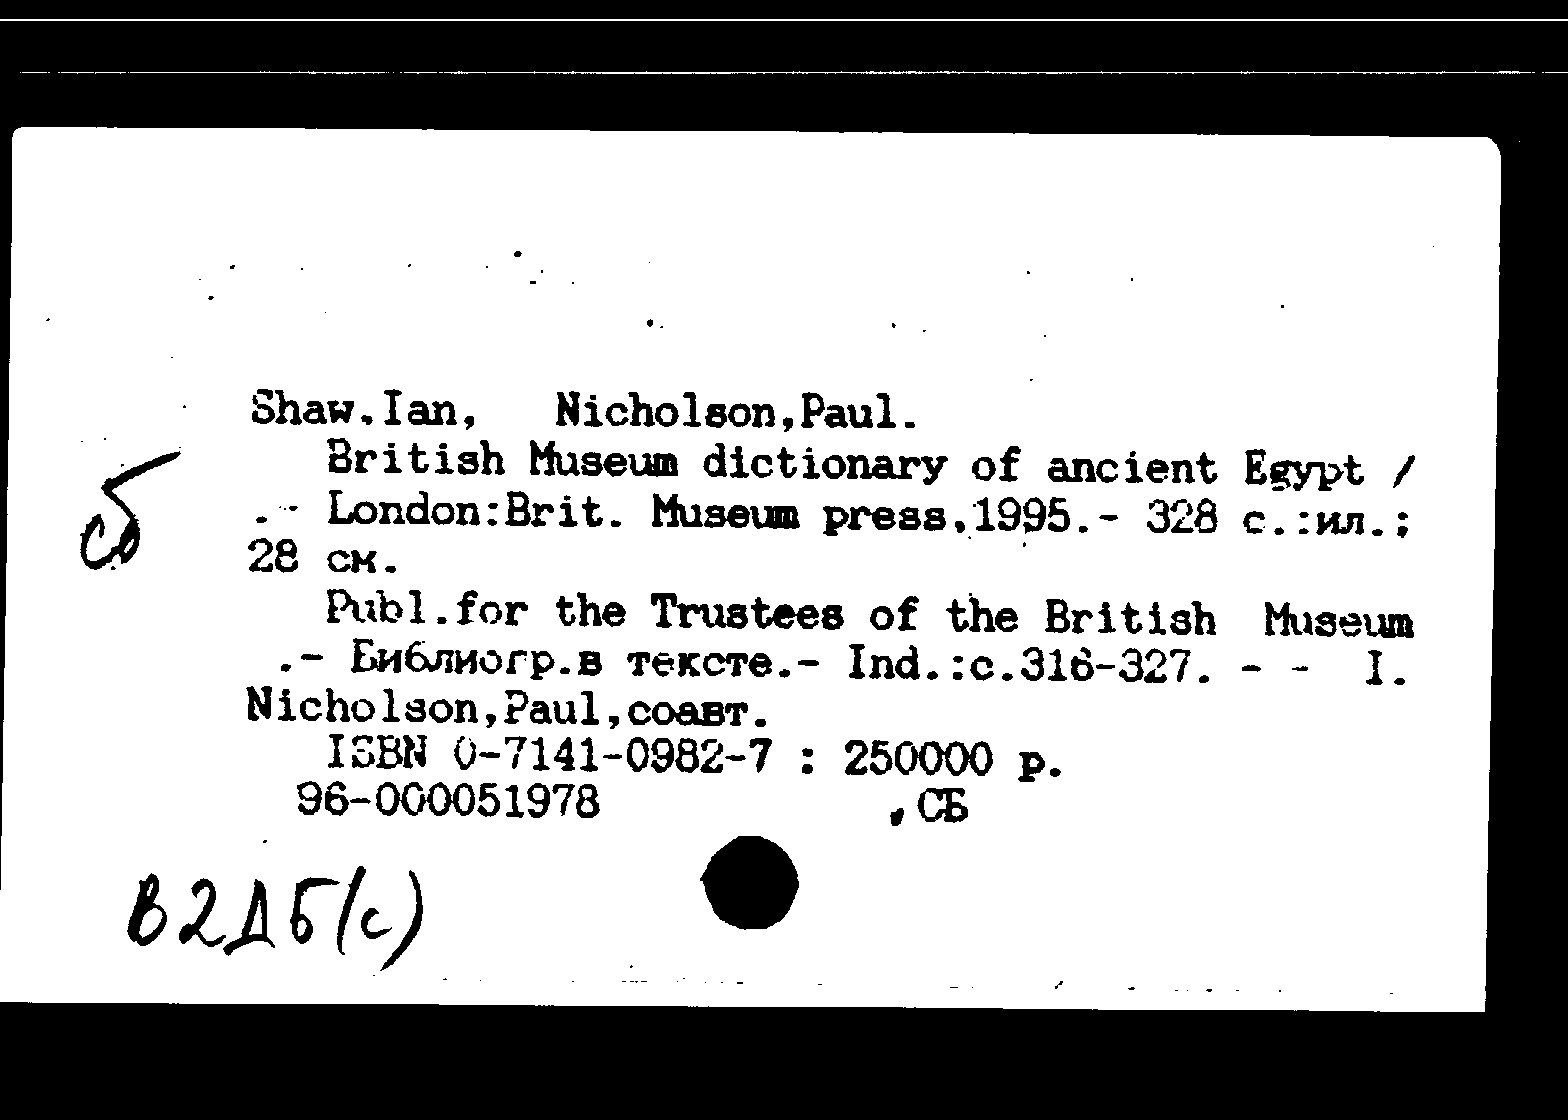 Shaw.Ian, Nicholson,Paul.
British Museum dictionary of ancient Egypt /
сб
.- London:Brit. Museum press,1995.- 328 с.:ил.;
28 см.
Publ.for the Trustees of the British Museum
.- Библиогр.в тексте.- Ind.:с.316-327. - - I.
Nicholson,Paul,соавт.
ISBN 0-7141-0982-7 : 250000 р.
96-000051978 ,СБ
В2ДБ(с)